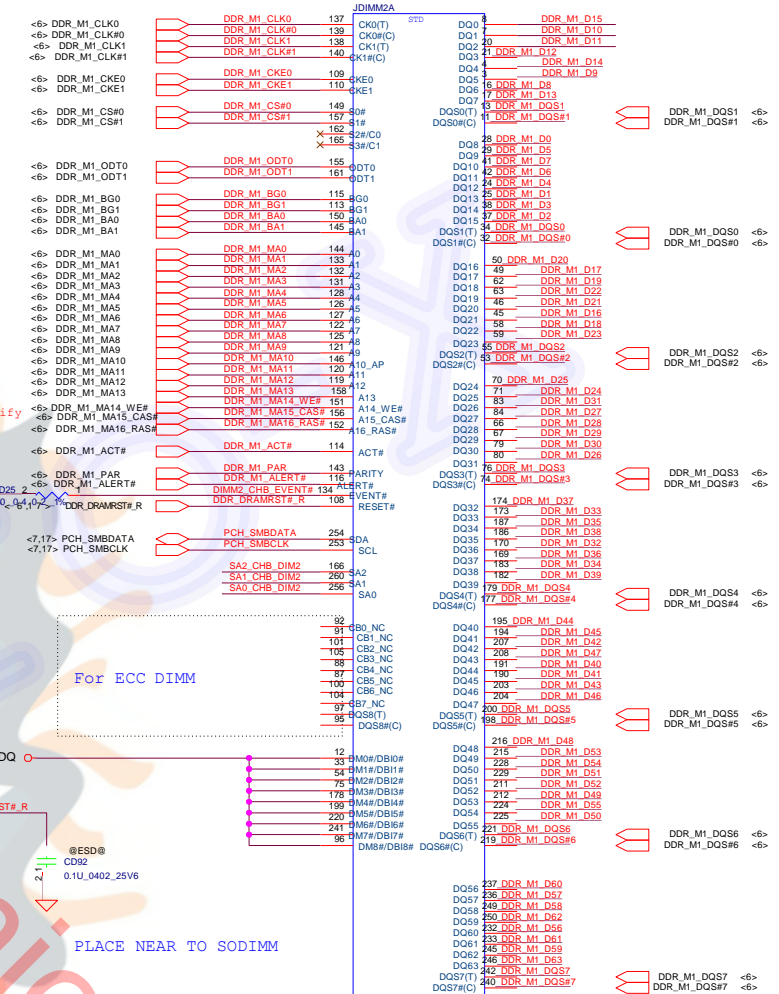 JDIMM2A
STD
<6> DDR_M1_CLK0 DDR_M1_CLK0 137 CK0(T)
<6> DDR_M1_CLK#0 DDR_M1_CLK#0 139 CK0#(C)
<6> DDR_M1_CLK1 DDR_M1_CLK1 138 CK1(T)
<6> DDR_M1_CLK#1 DDR_M1_CLK#1 140 CK1#(C)
<6> DDR_M1_CKE0 DDR_M1_CKE0 109 CKE0
<6> DDR_M1_CKE1 DDR_M1_CKE1 110 CKE1
<6> DDR_M1_CS#0 DDR_M1_CS#0 149 S0#
<6> DDR_M1_CS#1 DDR_M1_CS#1 157 S1#
162 S2#/C0
165 S3#/C1
<6> DDR_M1_ODT0 DDR_M1_ODT0 155 ODT0
<6> DDR_M1_ODT1 DDR_M1_ODT1 161 ODT1
<6> DDR_M1_BG0 DDR_M1_BG0 115 BG0
<6> DDR_M1_BG1 DDR_M1_BG1 113 BG1
<6> DDR_M1_BA0 DDR_M1_BA0 150 BA0
<6> DDR_M1_BA1 DDR_M1_BA1 145 BA1
<6> DDR_M1_MA0 DDR_M1_MA0 144 A0
<6> DDR_M1_MA1 DDR_M1_MA1 133 A1
<6> DDR_M1_MA2 DDR_M1_MA2 132 A2
<6> DDR_M1_MA3 DDR_M1_MA3 131 A3
<6> DDR_M1_MA4 DDR_M1_MA4 128 A4
<6> DDR_M1_MA5 DDR_M1_MA5 126 A5
<6> DDR_M1_MA6 DDR_M1_MA6 127 A6
<6> DDR_M1_MA7 DDR_M1_MA7 122 A7
<6> DDR_M1_MA8 DDR_M1_MA8 125 A8
<6> DDR_M1_MA9 DDR_M1_MA9 121 A9
<6> DDR_M1_MA10 DDR_M1_MA10 146 A10_AP
<6> DDR_M1_MA11 DDR_M1_MA11 120 A11
<6> DDR_M1_MA12 DDR_M1_MA12 119 A12
<6> DDR_M1_MA13 DDR_M1_MA13 158 A13
<6> DDR_M1_MA14_WE# DDR_M1_MA14_WE# 151 A14_WE#
<6> DDR_M1_MA15_CAS# DDR_M1_MA15_CAS# 156 A15_CAS#
<6> DDR_M1_MA16_RAS# DDR_M1_MA16_RAS# 152 A16_RAS#
ify
<6> DDR_M1_ACT# DDR_M1_ACT# 114 ACT#
<6> DDR_M1_PAR DDR_M1_PAR 143 PARITY
<6> DDR_M1_ALERT# DDR_M1_ALERT# 116 ALERT#
D25 2 1 DIMM2_CHB_EVENT# 134 EVENT#
DDR_DRAMRST#_R DDR_DRAMRST#_R 108 RESET#
<7,17> PCH_SMBDATA PCH_SMBDATA 254 SDA
<7,17> PCH_SMBCLK PCH_SMBCLK 253 SCL
SA2_CHB_DIM2 166 SA2
SA1_CHB_DIM2 260 SA1
SA0_CHB_DIM2 256 SA0
For ECC DIMM
92 CB0_NC
91 CB1_NC
101 CB2_NC
105 CB3_NC
88 CB4_NC
87 CB5_NC
100 CB6_NC
104 CB7_NC
97 DQS8(T)
95 DQS8#(C)
DQ
12 DM0#/DBI0#
33 DM1#/DBI1#
54 DM2#/DBI2#
75 DM3#/DBI3#
178 DM4#/DBI4#
199 DM5#/DBI5#
220 DM6#/DBI6#
241 DM7#/DBI7#
96 DM8#/DBI8#
ST#_R
@ESD@
CD92
0.1U_0402_25V6
2 1
PLACE NEAR TO SODIMM
DQ0 8 DDR_M1_D15
DQ1 7 DDR_M1_D10
DQ2 20 DDR_M1_D11
DQ3 21 DDR_M1_D12
DQ4 4 DDR_M1_D14
DQ5 3 DDR_M1_D9
DQ6 16 DDR_M1_D8
DQ7 17 DDR_M1_D13
DQS0(T) 13 DDR_M1_DQS1 DDR_M1_DQS1 <6>
DQS0#(C) 11 DDR_M1_DQS#1 DDR_M1_DQS#1 <6>
DQ8 28 DDR_M1_D0
DQ9 29 DDR_M1_D5
DQ10 41 DDR_M1_D7
DQ11 42 DDR_M1_D6
DQ12 24 DDR_M1_D4
DQ13 25 DDR_M1_D1
DQ14 38 DDR_M1_D3
DQ15 37 DDR_M1_D2
DQS1(T) 34 DDR_M1_DQS0 DDR_M1_DQS0 <6>
DQS1#(C) 32 DDR_M1_DQS#0 DDR_M1_DQS#0 <6>
DQ16 50 DDR_M1_D20
DQ17 49 DDR_M1_D17
DQ18 62 DDR_M1_D19
DQ19 63 DDR_M1_D22
DQ20 46 DDR_M1_D21
DQ21 45 DDR_M1_D16
DQ22 58 DDR_M1_D18
DQ23 59 DDR_M1_D23
DQS2(T) 55 DDR_M1_DQS2 DDR_M1_DQS2 <6>
DQS2#(C) 53 DDR_M1_DQS#2 DDR_M1_DQS#2 <6>
DQ24 70 DDR_M1_D25
DQ25 71 DDR_M1_D24
DQ26 83 DDR_M1_D31
DQ27 84 DDR_M1_D27
DQ28 66 DDR_M1_D28
DQ29 67 DDR_M1_D29
DQ30 79 DDR_M1_D30
DQ31 80 DDR_M1_D26
DQS3(T) 76 DDR_M1_DQS3 DDR_M1_DQS3 <6>
DQS3#(C) 74 DDR_M1_DQS#3 DDR_M1_DQS#3 <6>
DQ32 174 DDR_M1_D37
DQ33 173 DDR_M1_D33
DQ34 187 DDR_M1_D35
DQ35 186 DDR_M1_D38
DQ36 170 DDR_M1_D32
DQ37 169 DDR_M1_D36
DQ38 183 DDR_M1_D34
DQ39 182 DDR_M1_D39
DQS4(T) 179 DDR_M1_DQS4 DDR_M1_DQS4 <6>
DQS4#(C) 177 DDR_M1_DQS#4 DDR_M1_DQS#4 <6>
DQ40 195 DDR_M1_D44
DQ41 194 DDR_M1_D45
DQ42 207 DDR_M1_D42
DQ43 208 DDR_M1_D47
DQ44 191 DDR_M1_D40
DQ45 190 DDR_M1_D41
DQ46 203 DDR_M1_D43
DQ47 204 DDR_M1_D46
DQS5(T) 200 DDR_M1_DQS5 DDR_M1_DQS5 <6>
DQS5#(C) 198 DDR_M1_DQS#5 DDR_M1_DQS#5 <6>
DQ48 216 DDR_M1_D48
DQ49 215 DDR_M1_D53
DQ50 228 DDR_M1_D54
DQ51 229 DDR_M1_D51
DQ52 211 DDR_M1_D52
DQ53 212 DDR_M1_D49
DQ54 224 DDR_M1_D55
DQ55 225 DDR_M1_D50
DQS6(T) 221 DDR_M1_DQS6 DDR_M1_DQS6 <6>
DQS6#(C) 219 DDR_M1_DQS#6 DDR_M1_DQS#6 <6>
DQ56 237 DDR_M1_D60
DQ57 236 DDR_M1_D57
DQ58 249 DDR_M1_D58
DQ59 250 DDR_M1_D62
DQ60 232 DDR_M1_D56
DQ61 233 DDR_M1_D61
DQ62 245 DDR_M1_D59
DQ63 246 DDR_M1_D63
DQS7(T) 242 DDR_M1_DQS7 DDR_M1_DQS7 <6>
DQS7#(C) 240 DDR_M1_DQS#7 DDR_M1_DQS#7 <6>